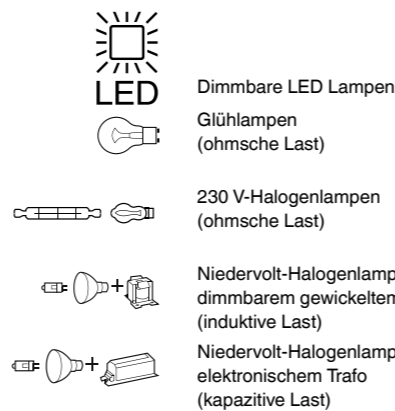 LED
Dimmbare LED Lampen
Glühlampen
(ohmsche Last)
230 V-Halogenlampen
(ohmsche Last)
Niedervolt-Halogenlamp
dimmbarem gewickeltem
(induktive Last)
Niedervolt-Halogenlamp
elektronischem Trafo
(kapazitive Last)